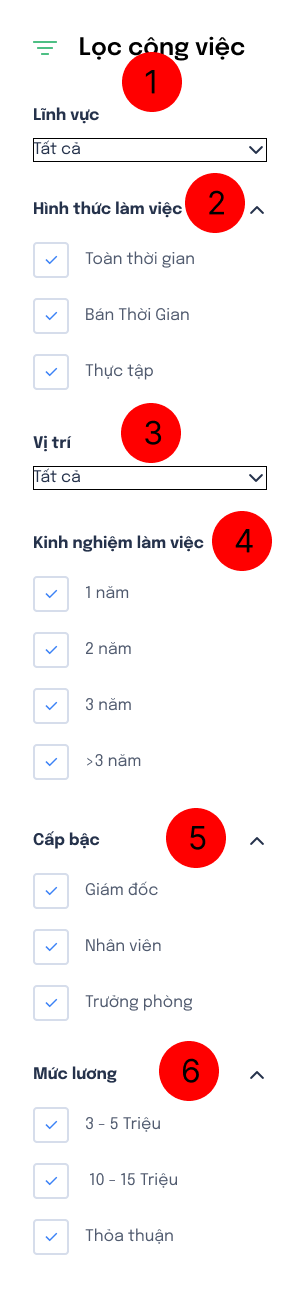 Lọc công việc
1
Lĩnh vực
Tất cả
Hình thức làm việc 2
Toàn thời gian
Bán Thời Gian
Thực tập
3
Vị trí
Tất cả
Kinh nghiệm làm việc 4
1 năm
2 năm
3 năm
>3 năm
Cấp bậc 5
Giám đốc
Nhân viên
Trưởng phòng
Mức lương 6
3 - 5 Triệu
10 - 15 Triệu
Thỏa thuận